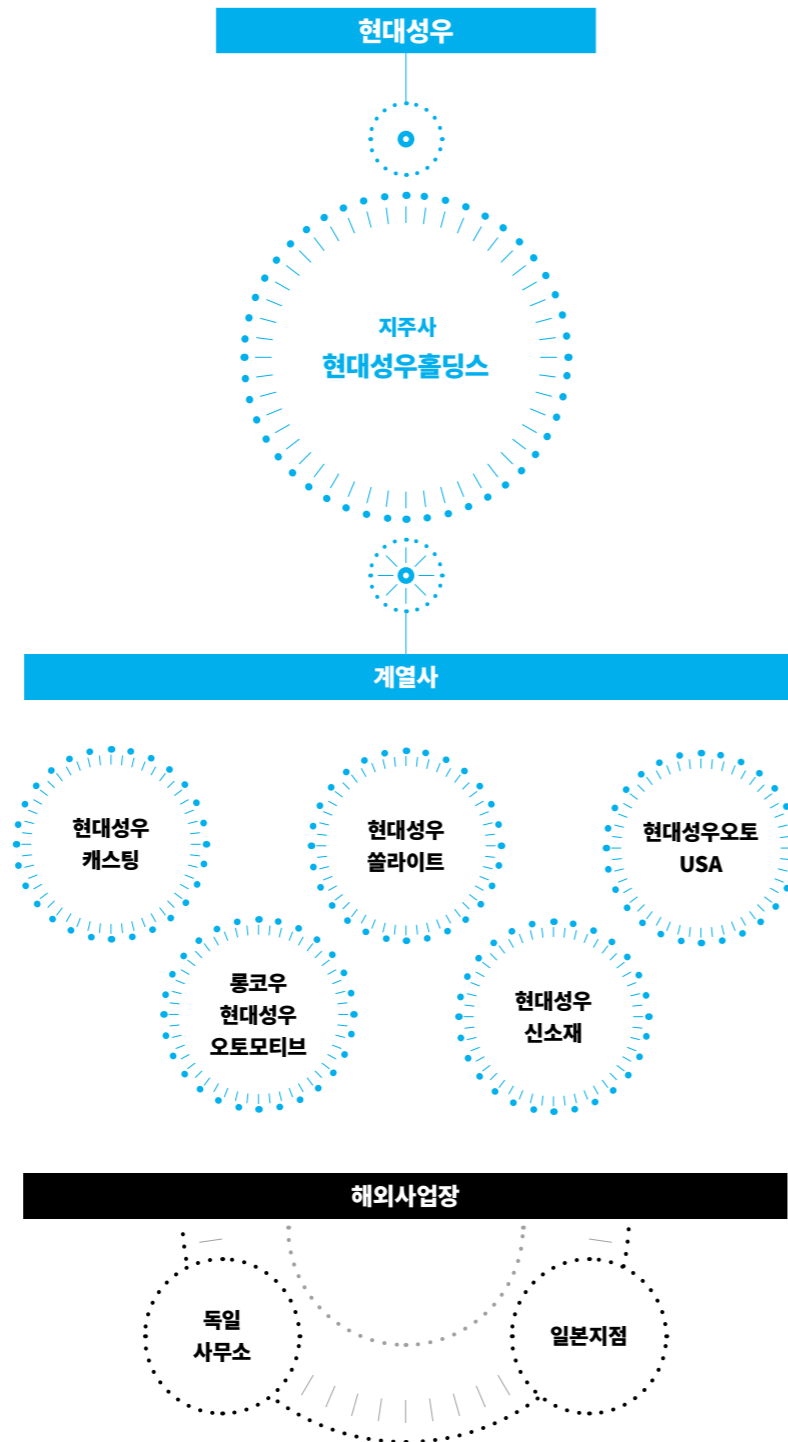 현대성우
지주사
현대성우홀딩스
계열사
현대성우
캐스팅
현대성우
쏠라이트
현대성우오토
USA
롱코우
현대성우
오토모티브
현대성우
신소재
해외사업장
독일
사무소
일본지점